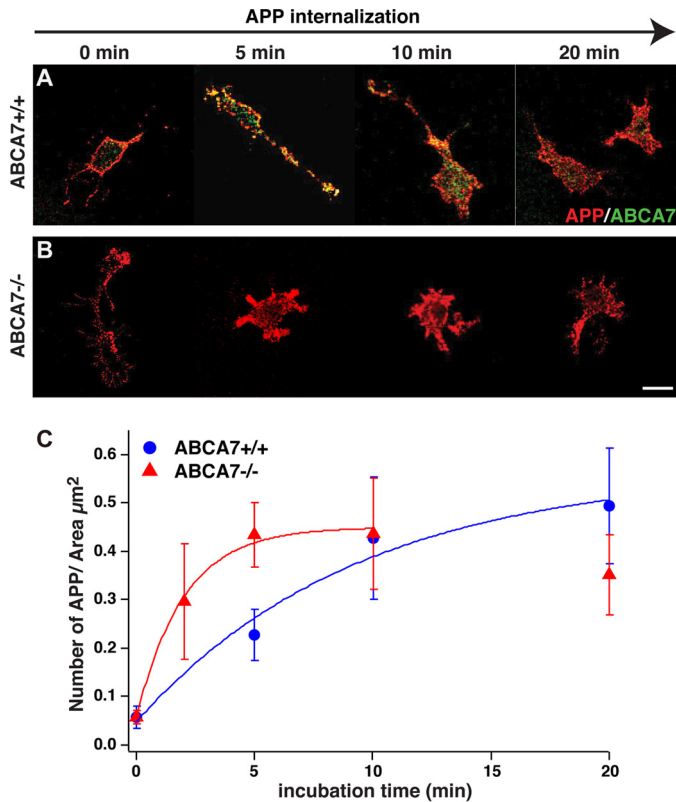 APP internalization
0 min 5 min 10 min 20 min
A
ABCA7+/+
APP/ABCA7
B
ABCA7-/-
C
ABCA7+/+
ABCA7-/-
Number of APP/ Area μm²
0.6
0.5
0.4
0.3
0.2
0.1
0.0
0 5 10 15 20
incubation time (min)